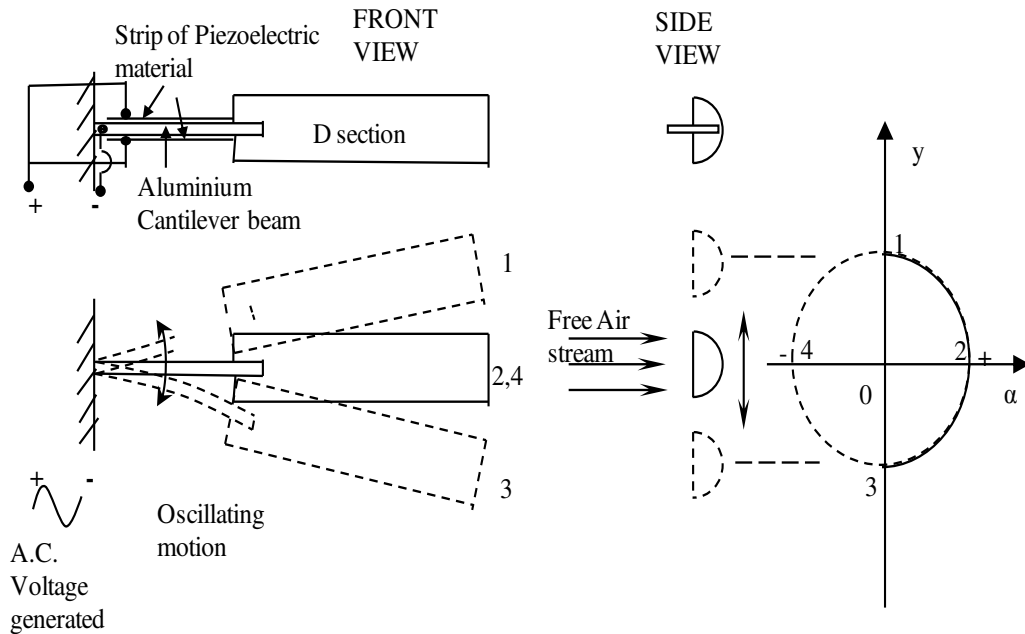 Strip of Piezoelectric
material
FRONT
VIEW
SIDE
VIEW
D section
+ -
Aluminium
Cantilever beam
y
1
1
Free Air
stream
2,4
- 4
2 +
0
α
3
3
+ -
Oscillating
motion
A.C.
Voltage
generated